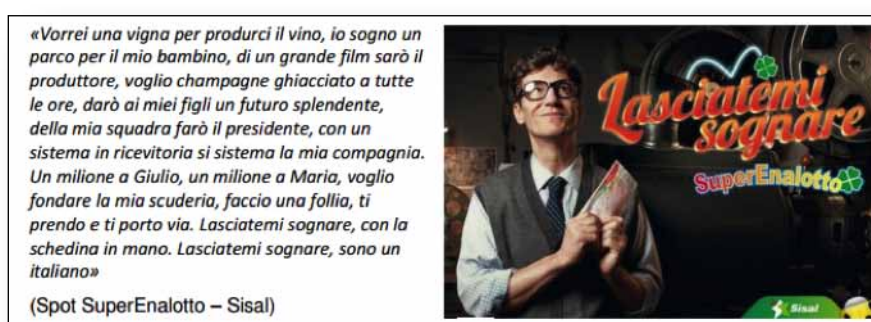 «Vorrei una vigna per produrci il vino, io sogno un
parco per il mio bambino, di un grande film sarò il
produttore, voglio champagne ghiacciato a tutte
le ore, darò ai miei figli un futuro splendente,
della mia squadra farò il presidente, con un
sistema in ricevitoria si sistema la mia compagnia.
Un milione a Giulio, un milione a Maria, voglio
fondare la mia scuderia, faccio una follia, ti
prendo e ti porto via. Lasciatemi sognare, con la
schedina in mano. Lasciatemi sognare, sono un
italiano»
(Spot SuperEnalotto – Sisal)
Lasciatemi
sognare
SuperEnalotto
Sisal